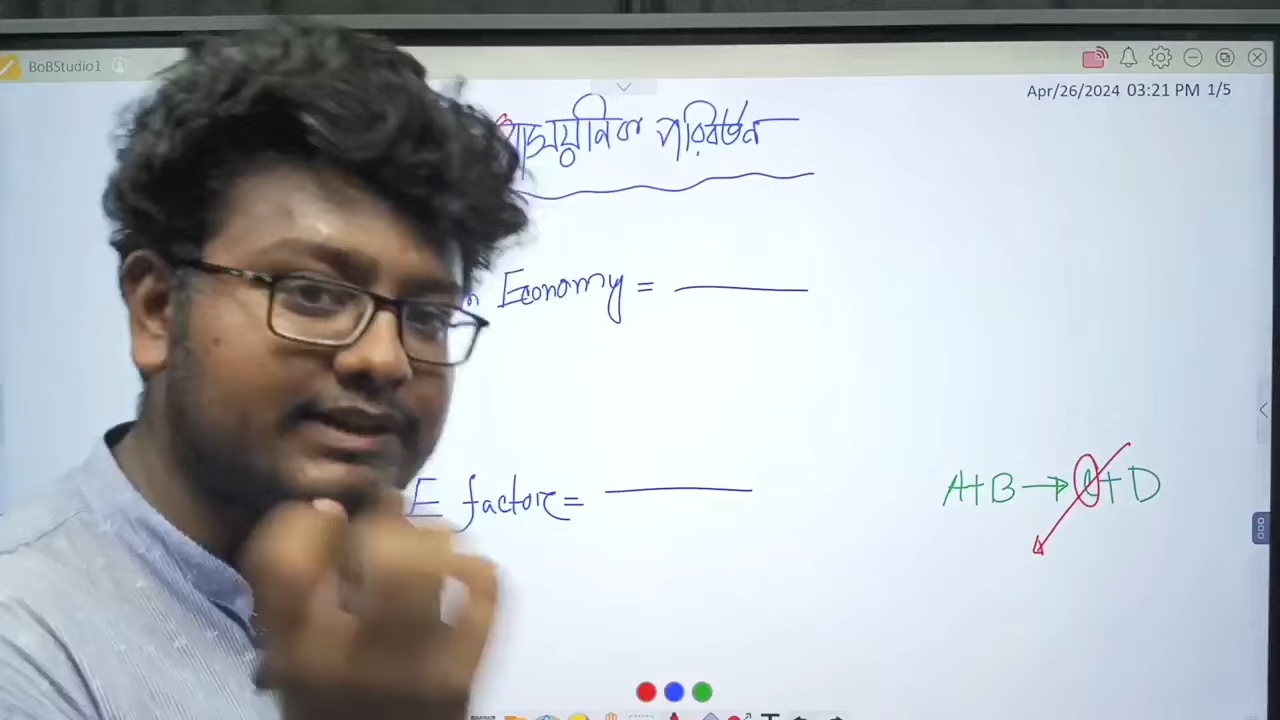 BoBStudio1
Apr/26/2024 03:21 PM 1/5
রাসায়নিক পরিবর্তন
Economy =
E factor =
A+B → C+D